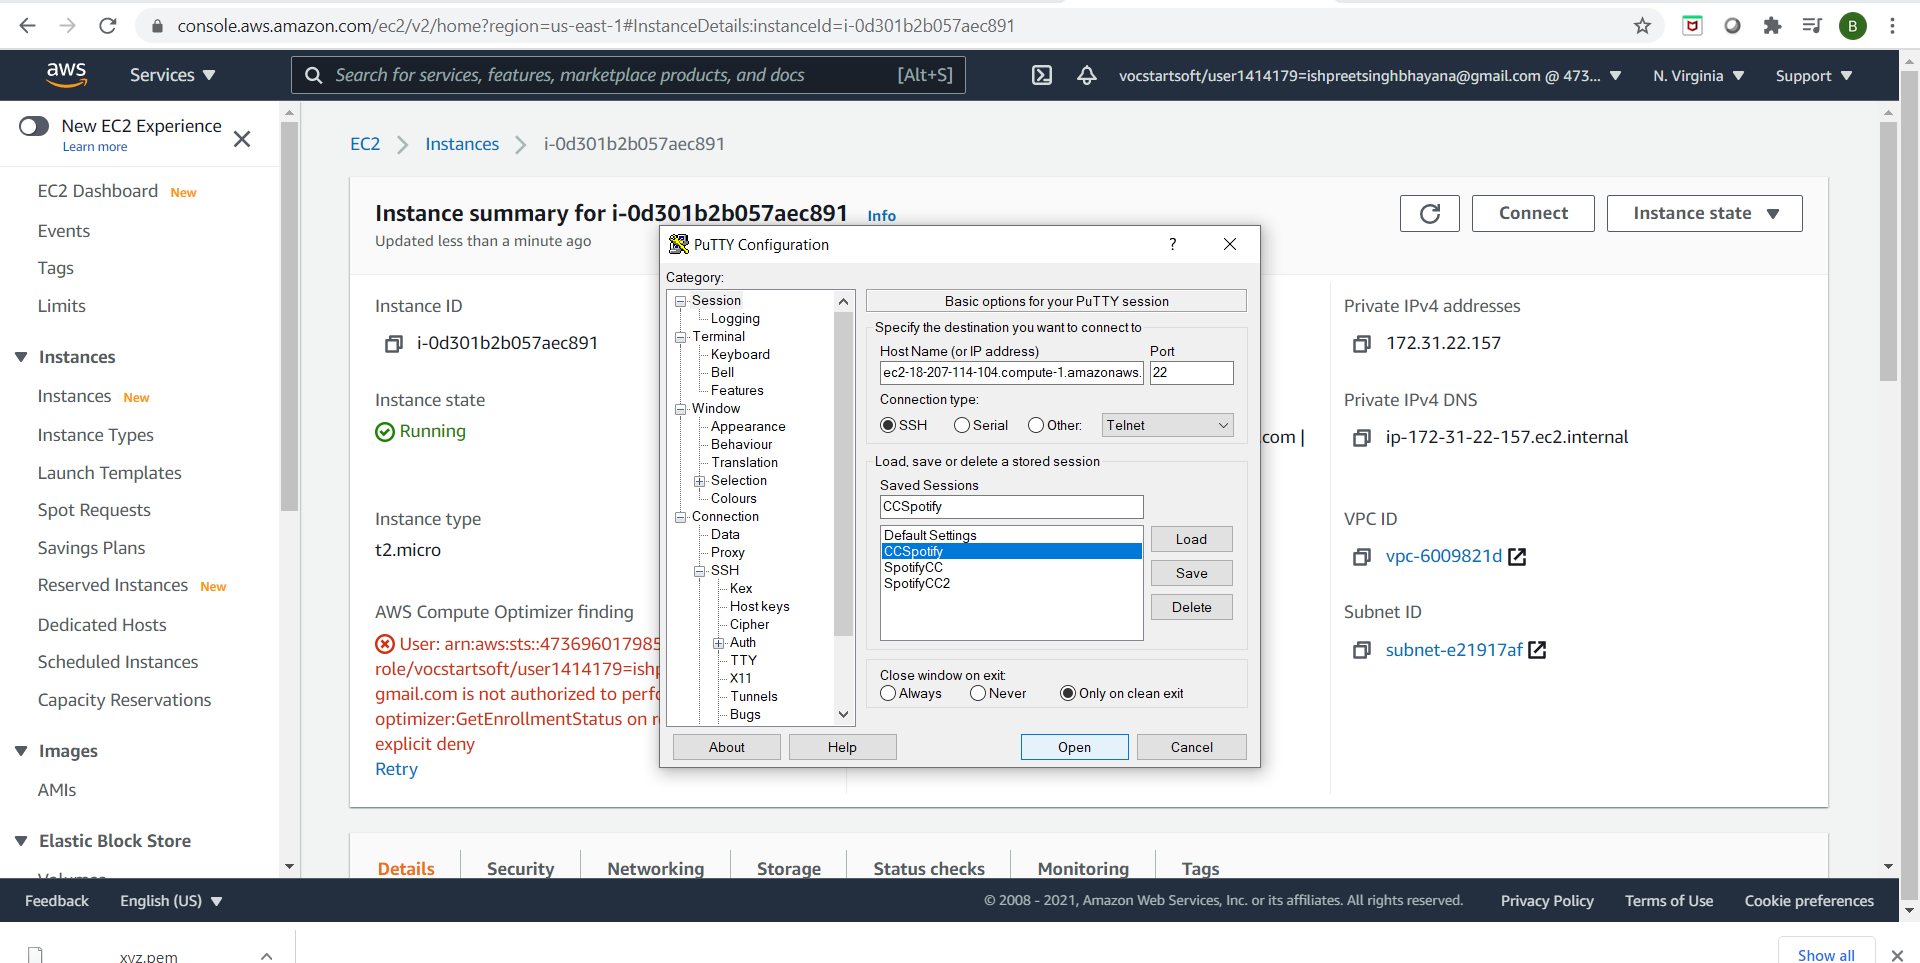 console.aws.amazon.com/ec2/v2/home?region=us-east-1#InstanceDetails:instanceId=i-0d301b2b057aec891
B
aws
Services
Search for services, features, marketplace products, and docs
[Alt+S]
vocstartsoft/user1414179=ishpreetsinghbhayana@gmail.com @ 473...
N. Virginia
Support
New EC2 Experience
Learn more
EC2 Dashboard New
Events
Tags
Limits
Instances
Instances New
Instance Types
Launch Templates
Spot Requests
Savings Plans
Reserved Instances New
Dedicated Hosts
Scheduled Instances
Capacity Reservations
Images
AMIs
Elastic Block Store
Volumes
EC2
Instances
i-0d301b2b057aec891
Instance summary for i-0d301b2b057aec891 Info
Updated less than a minute ago
Connect
Instance state
Instance ID
i-0d301b2b057aec891
Instance state
Running
Instance type
t2.micro
AWS Compute Optimizer finding
User: arn:aws:sts::473696017985
role/vocstartsoft/user1414179=ishp
gmail.com is not authorized to perfo
optimizer:GetEnrollmentStatus on r
explicit deny
Retry
.com |
Private IPv4 addresses
172.31.22.157
Private IPv4 DNS
ip-172-31-22-157.ec2.internal
VPC ID
vpc-6009821d
Subnet ID
subnet-e21917af
PuTTY Configuration
?
Category:
Session
Logging
Terminal
Keyboard
Bell
Features
Window
Appearance
Behaviour
Translation
Selection
Colours
Connection
Data
Proxy
SSH
Kex
Host keys
Cipher
Auth
TTY
X11
Tunnels
Bugs
Basic options for your PuTTY session
Specify the destination you want to connect to
Host Name (or IP address)
Port
ec2-18-207-114-104.compute-1.amazonaws.
22
Connection type:
SSH
Serial
Other:
Telnet
Load, save or delete a stored session
Saved Sessions
CCSpotify
Default Settings
CCSpotify
SpotifyCC
SpotifyCC2
Load
Save
Delete
Close window on exit:
Always
Never
Only on clean exit
About
Help
Open
Cancel
Details
Security
Networking
Storage
Status checks
Monitoring
Tags
Feedback
English (US)
© 2008 - 2021, Amazon Web Services, Inc. or its affiliates. All rights reserved.
Privacy Policy
Terms of Use
Cookie preferences
xyz.pem
Show all